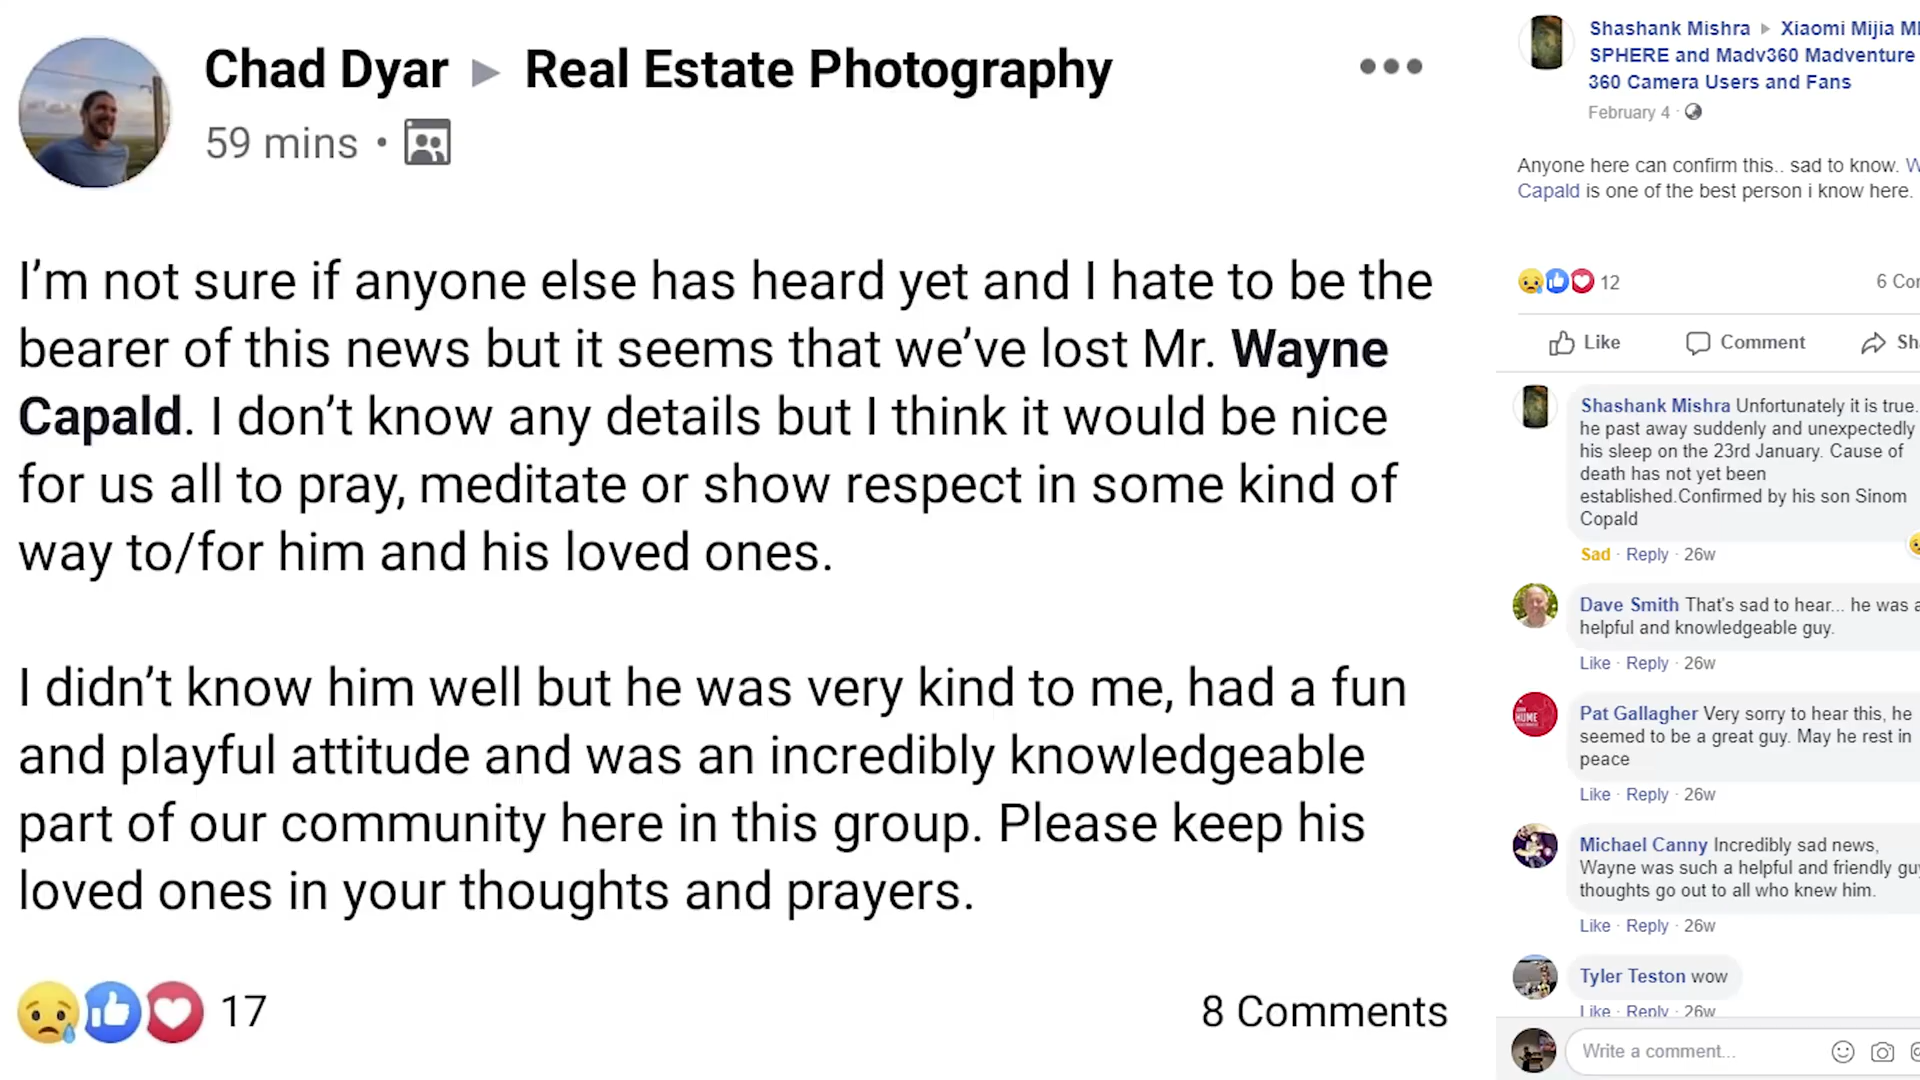 Chad Dyar ▸ Real Estate Photography
59 mins ·
I’m not sure if anyone else has heard yet and I hate to be the
bearer of this news but it seems that we’ve lost Mr. Wayne
Capald. I don’t know any details but I think it would be nice
for us all to pray, meditate or show respect in some kind of
way to/for him and his loved ones.
I didn’t know him well but he was very kind to me, had a fun
and playful attitude and was an incredibly knowledgeable
part of our community here in this group. Please keep his
loved ones in your thoughts and prayers.
17
8 Comments
Shashank Mishra ▸ Xiaomi Mijia
SPHERE and Madv360 Madventure
360 Camera Users and Fans
February 4 ·
Anyone here can confirm this.. sad to know.
Capald is one of the best person i know here.
12
6
Like Comment
Shashank Mishra Unfortunately it is true.
he past away suddenly and unexpectedly
his sleep on the 23rd January. Cause of
death has not yet been
established.Confirmed by his son Sinom
Copald
Sad · Reply · 26w
Dave Smith That's sad to hear... he was a
helpful and knowledgeable guy.
Like · Reply · 26w
Pat Gallagher Very sorry to hear this, he
seemed to be a great guy. May he rest in
peace
Like · Reply · 26w
Michael Canny Incredibly sad news,
Wayne was such a helpful and friendly guy
thoughts go out to all who knew him.
Like · Reply · 26w
Tyler Teston wow
Like · Reply · 26w
Write a comment...